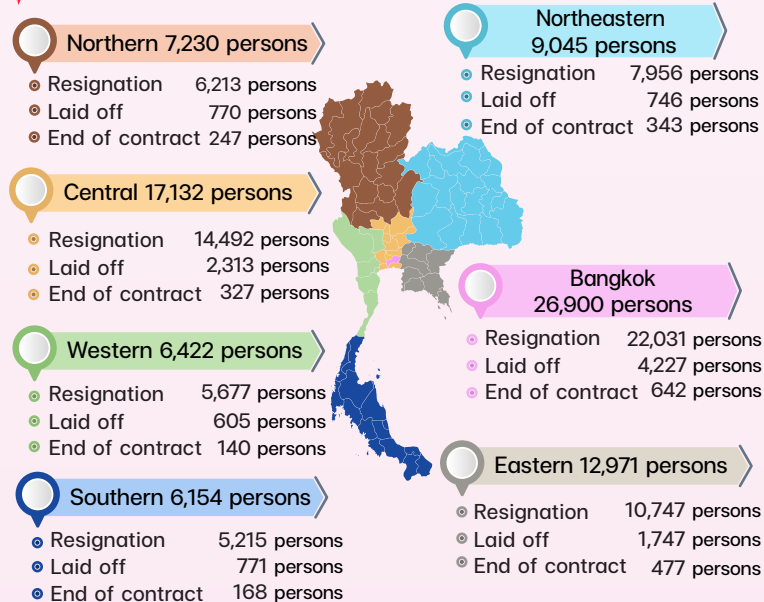 Northern 7,230 persons
Resignation 6,213 persons
Laid off 770 persons
End of contract 247 persons
Northeastern
9,045 persons
Resignation 7,956 persons
Laid off 746 persons
End of contract 343 persons
Central 17,132 persons
Resignation 14,492 persons
Laid off 2,313 persons
End of contract 327 persons
Bangkok
26,900 persons
Resignation 22,031 persons
Laid off 4,227 persons
End of contract 642 persons
Western 6,422 persons
Resignation 5,677 persons
Laid off 605 persons
End of contract 140 persons
Eastern 12,971 persons
Resignation 10,747 persons
Laid off 1,747 persons
End of contract 477 persons
Southern 6,154 persons
Resignation 5,215 persons
Laid off 771 persons
End of contract 168 persons